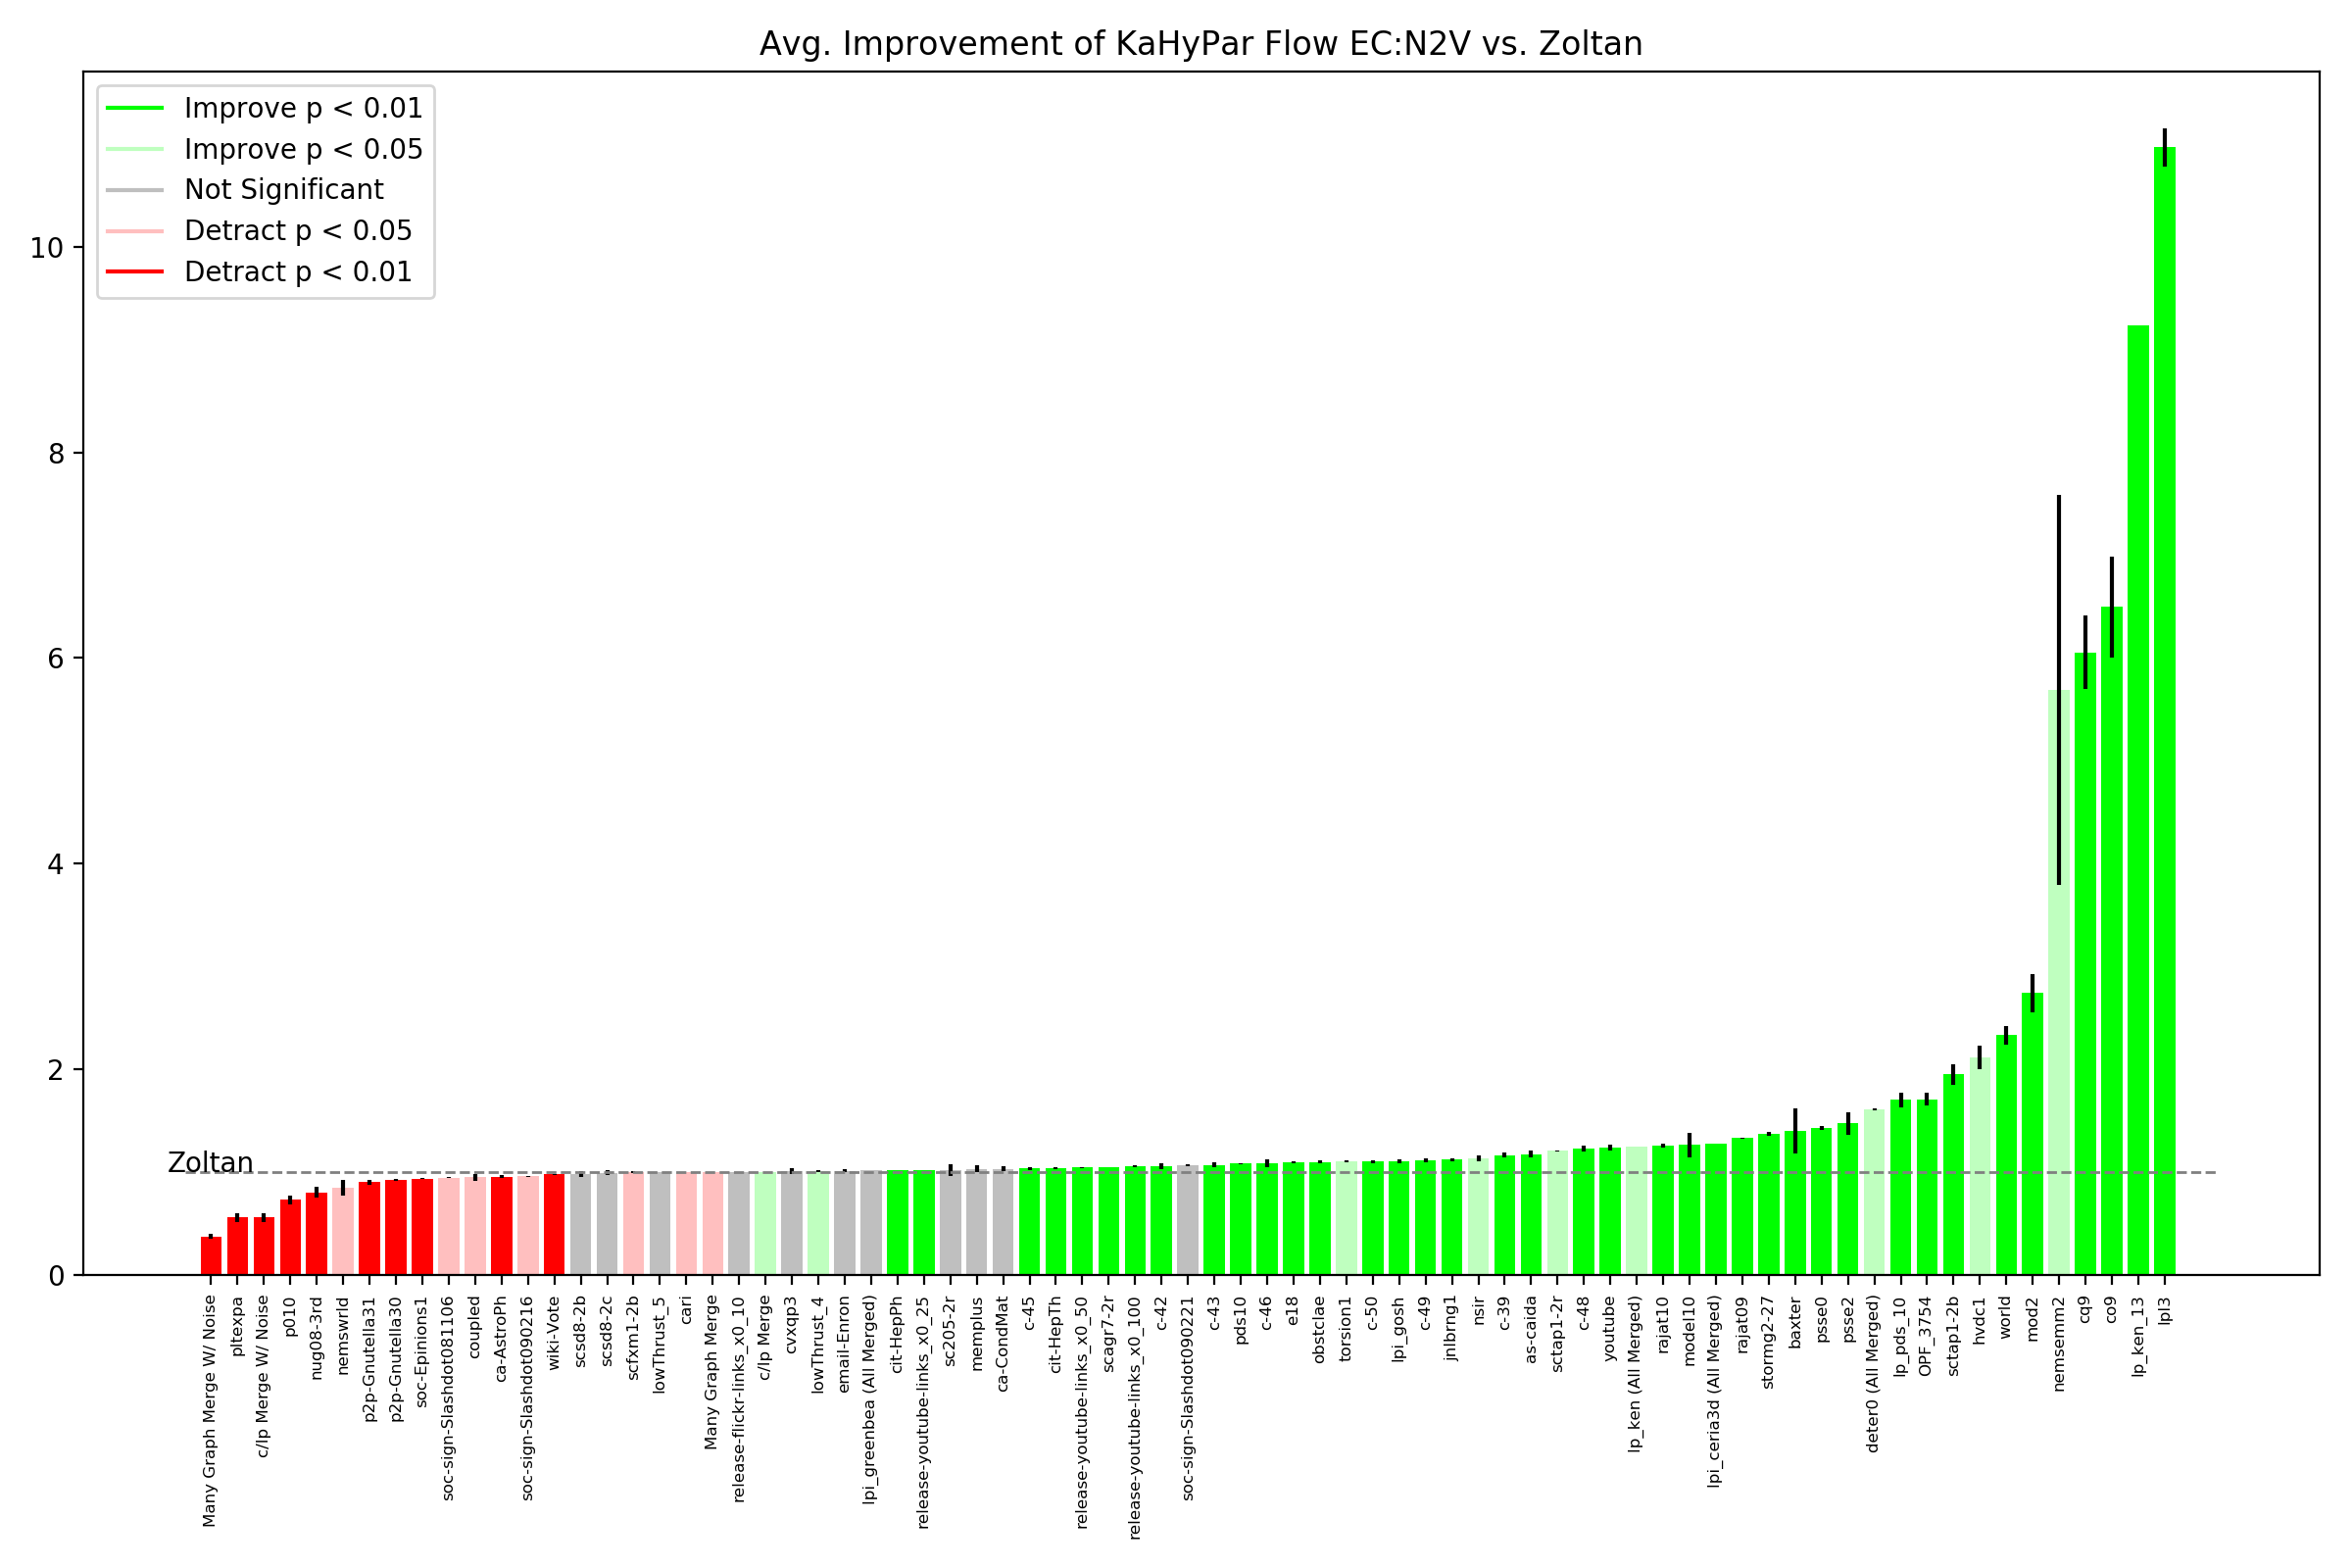 Avg. Improvement of KaHyPar Flow EC:N2V vs. Zoltan
Improve p < 0.01
Improve p < 0.05
Not Significant
Detract p < 0.05
Detract p < 0.01
10
8
6
4
2
0
Zoltan
Many Graph Merge W/ Noise
pltexpa
c/lp Merge W/ Noise
p010
nug08-3rd
nemswrld
p2p-Gnutella31
p2p-Gnutella30
soc-Epinions1
soc-sign-Slashdot081106
coupled
ca-AstroPh
soc-sign-Slashdot090216
wiki-Vote
scsd8-2b
scsd8-2c
scfxm1-2b
lowThrust_5
cari
Many Graph Merge
release-flickr-links_x0_10
c/lp Merge
cvxqp3
lowThrust_4
email-Enron
lpi_greenbea (All Merged)
cit-HepPh
release-youtube-links_x0_25
sc205-2r
memplus
ca-CondMat
c-45
cit-HepTh
release-youtube-links_x0_50
scagr7-2r
release-youtube-links_x0_100
c-42
soc-sign-Slashdot090221
c-43
pds10
c-46
e18
obstclae
torsion1
c-50
lpi_gosh
c-49
jnlbrng1
nsir
c-39
as-caida
sctap1-2r
c-48
youtube
lp_ken (All Merged)
rajat10
model10
lpi_ceria3d (All Merged)
rajat09
stormg2-27
baxter
psse0
psse2
deter0 (All Merged)
lp_pds_10
OPF_3754
sctap1-2b
hvdc1
world
mod2
nemsemm2
cq9
co9
lp_ken_13
lpl3